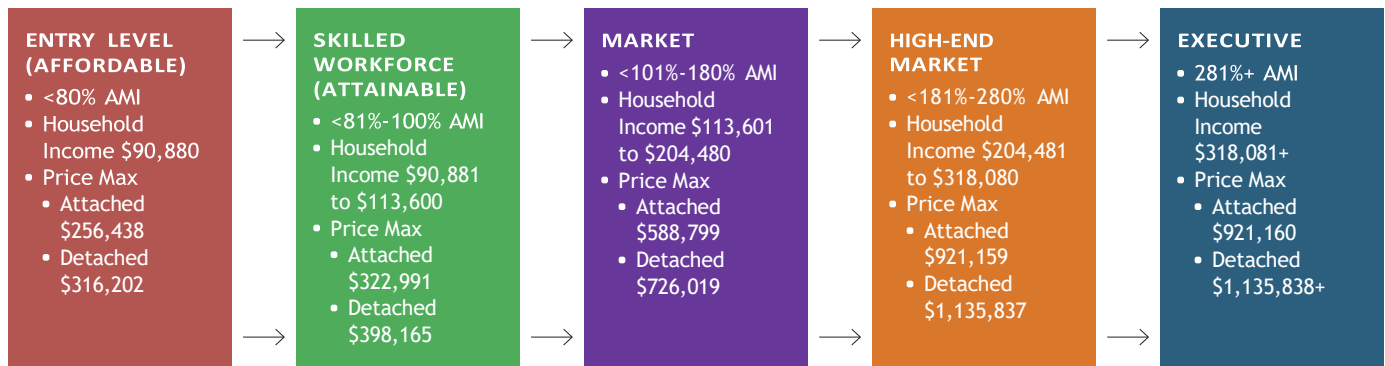 ENTRY LEVEL
(AFFORDABLE)
• <80% AMI
• Household
Income $90,880
• Price Max
• Attached
$256,438
• Detached
$316,202
SKILLED
WORKFORCE
(ATTAINABLE)
• <81%-100% AMI
• Household
Income $90,881
to $113,600
• Price Max
• Attached
$322,991
• Detached
$398,165
MARKET
• <101%-180% AMI
• Household
Income $113,601
to $204,480
• Price Max
• Attached
$588,799
• Detached
$726,019
HIGH-END
MARKET
• <181%-280% AMI
• Household
Income $204,481
to $318,080
• Price Max
• Attached
$921,159
• Detached
$1,135,837
EXECUTIVE
• 281%+ AMI
• Household
Income
$318,081+
• Price Max
• Attached
$921,160
• Detached
$1,135,838+